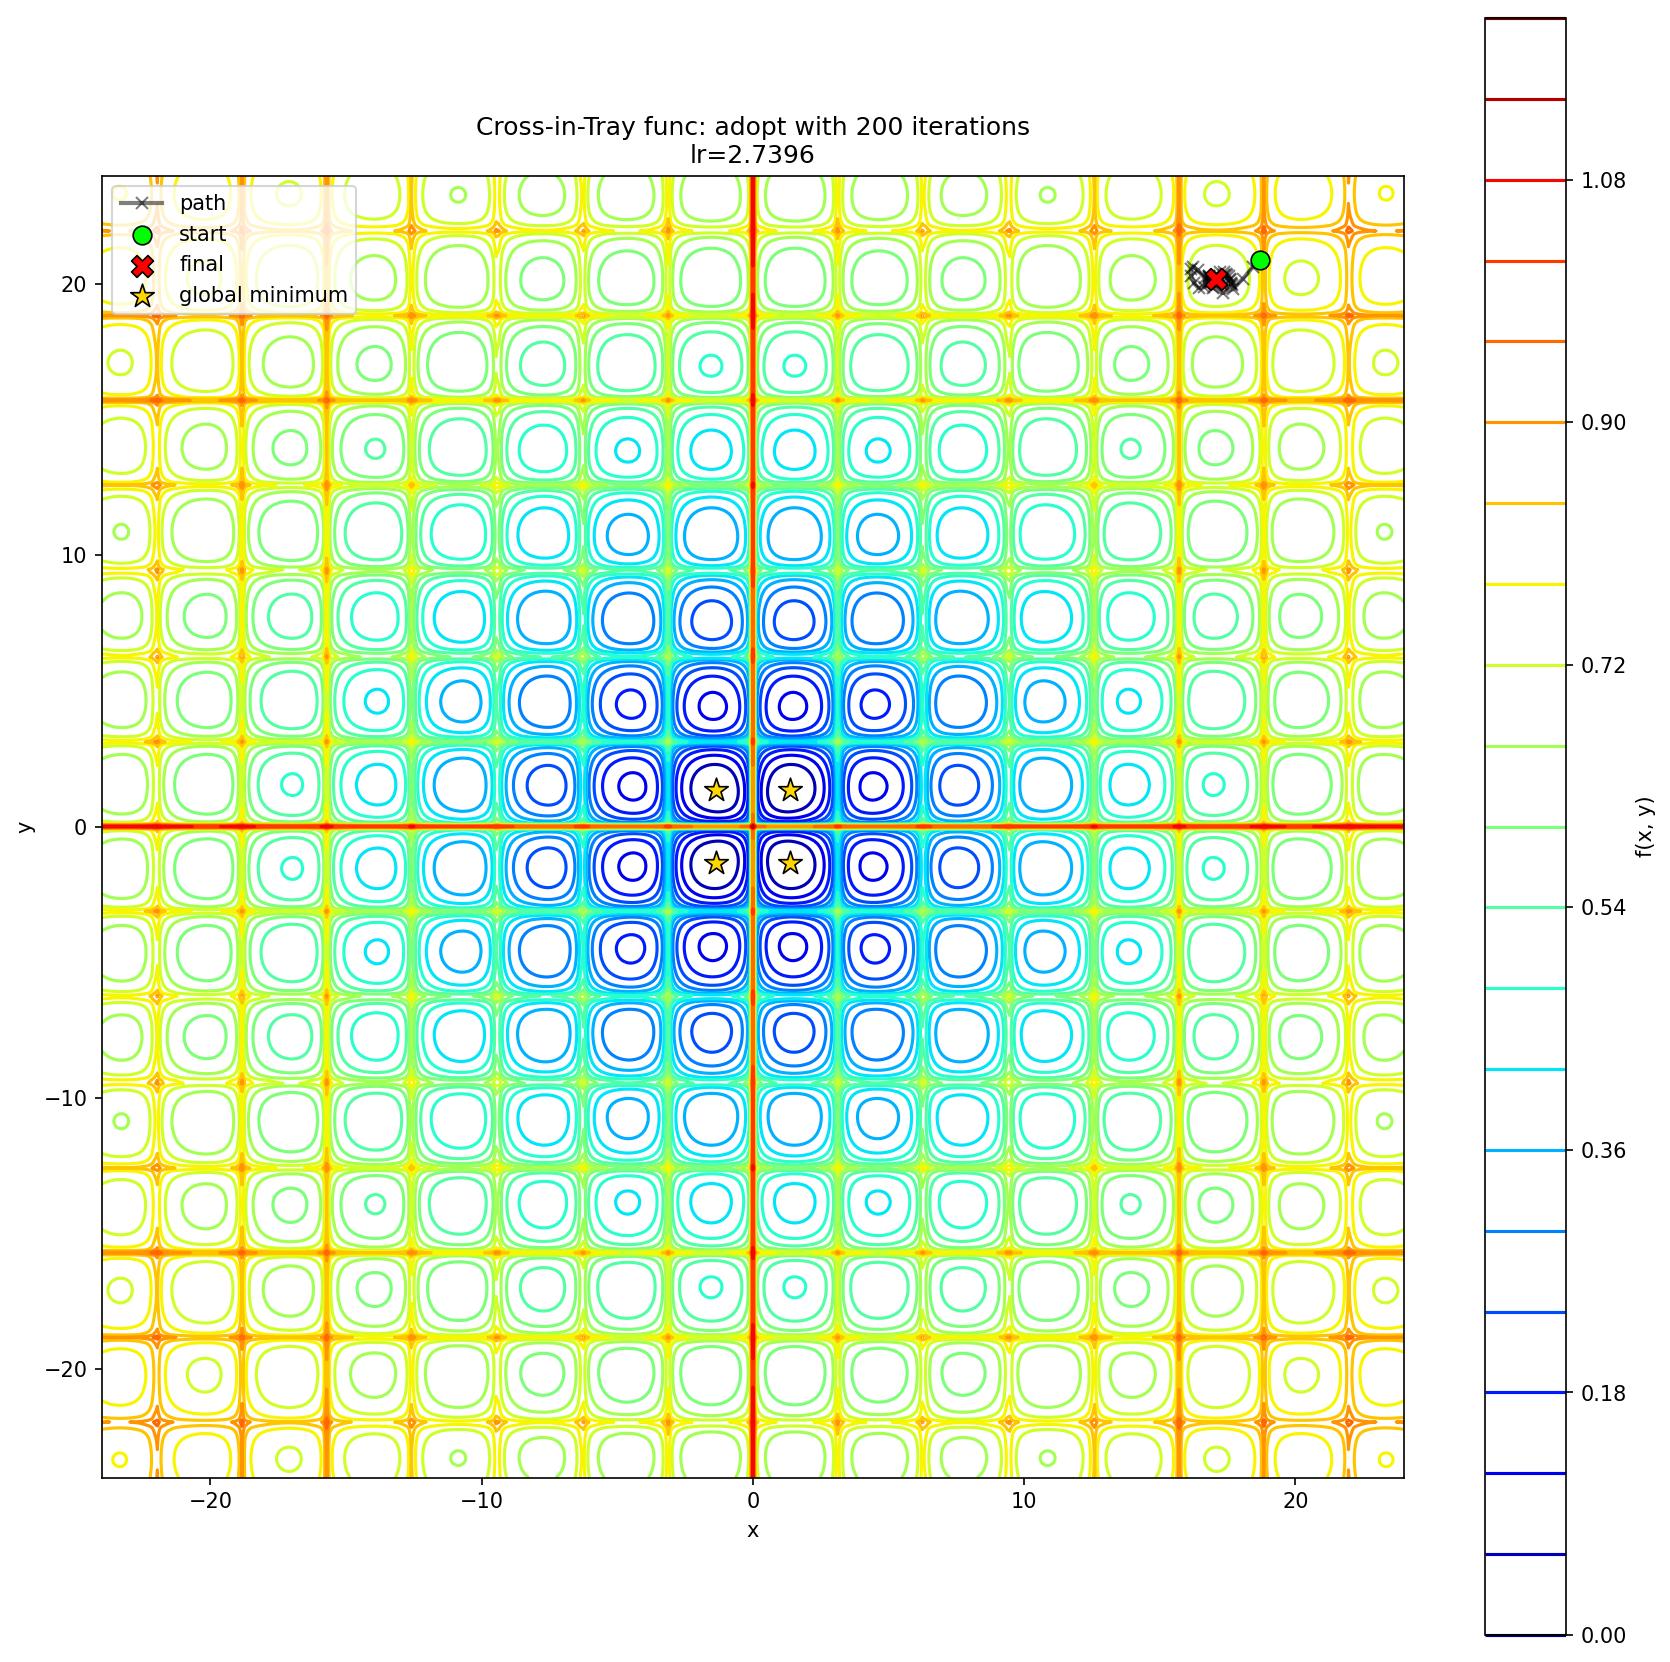 Cross-in-Tray func: adopt with 200 iterations
lr=2.7396
path
start
final
global minimum
20
10
0
−10
−20
y
−20
−10
0
10
20
x
1.08
0.90
0.72
0.54
0.36
0.18
0.00
f(x, y)